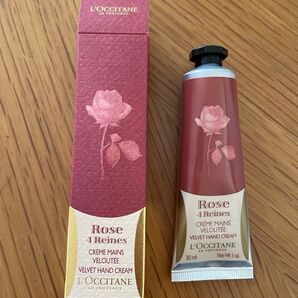 L'OCCITANE
EN PROVENCE
Rose
4 Reines
CRÈME MAINS
VELOUTÉE
VELVET HAND CREAM
L'OCCITANE
EN PROVENCE
Rose
4 Reines
CRÈME MAINS
VELOUTÉE
VELVET HAND CREAM
L'OCCITANE
EN PROVENCE
30 ml Net Wt 1 oz.